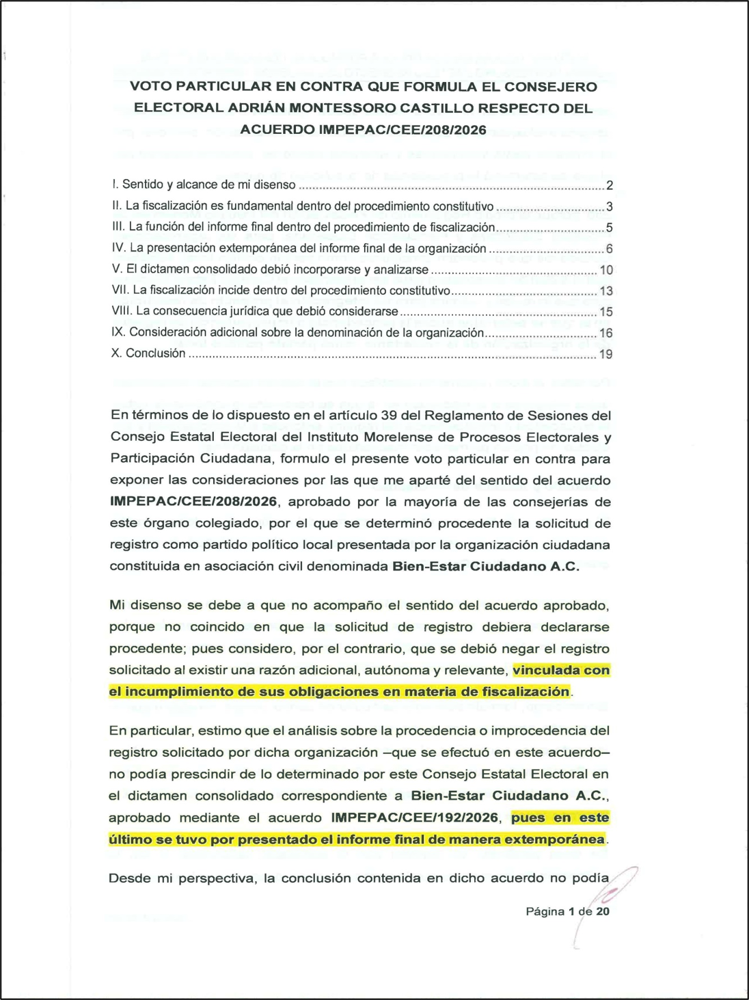 VOTO PARTICULAR EN CONTRA QUE FORMULA EL CONSEJERO
ELECTORAL ADRIÁN MONTESSORO CASTILLO RESPECTO DEL
ACUERDO IMPEPAC/CEE/208/2026
I. Sentido y alcance de mi disenso ........ 2
II. La fiscalización es fundamental dentro del procedimiento constitutivo ........ 3
III. La función del informe final dentro del procedimiento de fiscalización ........ 5
IV. La presentación extemporánea del informe final de la organización ........ 6
V. El dictamen consolidado debió incorporarse y analizarse ........ 10
VII. La fiscalización incide dentro del procedimiento constitutivo ........ 13
VIII. La consecuencia jurídica que debió considerarse ........ 15
IX. Consideración adicional sobre la denominación de la organización ........ 16
X. Conclusión ........ 19
En términos de lo dispuesto en el artículo 39 del Reglamento de Sesiones del
Consejo Estatal Electoral del Instituto Morelense de Procesos Electorales y
Participación Ciudadana, formulo el presente voto particular en contra para
exponer las consideraciones por las que me aparté del sentido del acuerdo
IMPEPAC/CEE/208/2026, aprobado por la mayoría de las consejerías de
este órgano colegiado, por el que se determinó procedente la solicitud de
registro como partido político local presentada por la organización ciudadana
constituida en asociación civil denominada Bien-Estar Ciudadano A.C.
Mi disenso se debe a que no acompaño el sentido del acuerdo aprobado,
porque no coincido en que la solicitud de registro debiera declararse
procedente; pues considero, por el contrario, que se debió negar el registro
solicitado al existir una razón adicional, autónoma y relevante, vinculada con
el incumplimiento de sus obligaciones en materia de fiscalización.
En particular, estimo que el análisis sobre la procedencia o improcedencia del
registro solicitado por dicha organización –que se efectuó en este acuerdo–
no podía prescindir de lo determinado por este Consejo Estatal Electoral en
el dictamen consolidado correspondiente a Bien-Estar Ciudadano A.C.,
aprobado mediante el acuerdo IMPEPAC/CEE/192/2026, pues en este
último se tuvo por presentado el informe final de manera extemporánea.
Desde mi perspectiva, la conclusión contenida en dicho acuerdo no podía
Página 1 de 20